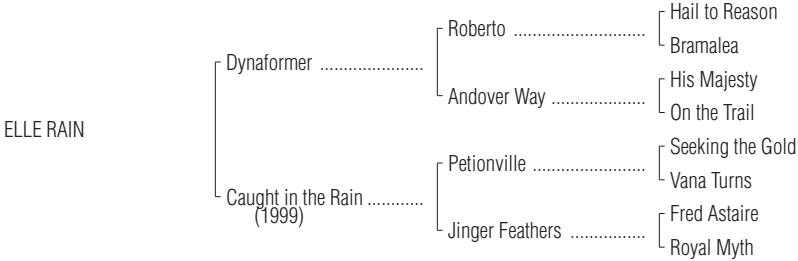 Hail to Reason
Roberto ............................
Bramalea
Dynaformer ......................
His Majesty
Andover Way ....................
On the Trail
ELLE RAIN
Seeking the Gold
Petionville ........................
Vana Turns
Caught in the Rain ............
(1999)
Fred Astaire
Jinger Feathers ................
Royal Myth